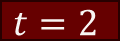 t = 2